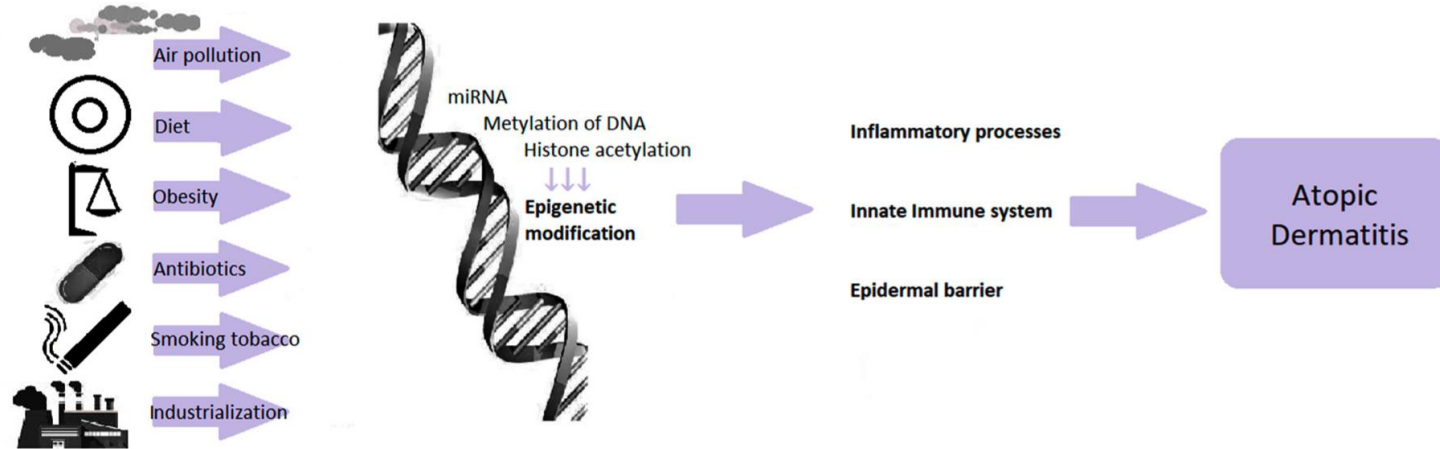 Air pollution
Diet
Obesity
Antibiotics
Smoking tobacco
Industrialization
miRNA
Metylation of DNA
Histone acetylation
↓↓↓
Epigenetic
modification
Inflammatory processes
Innate Immune system
Epidermal barrier
Atopic
Dermatitis